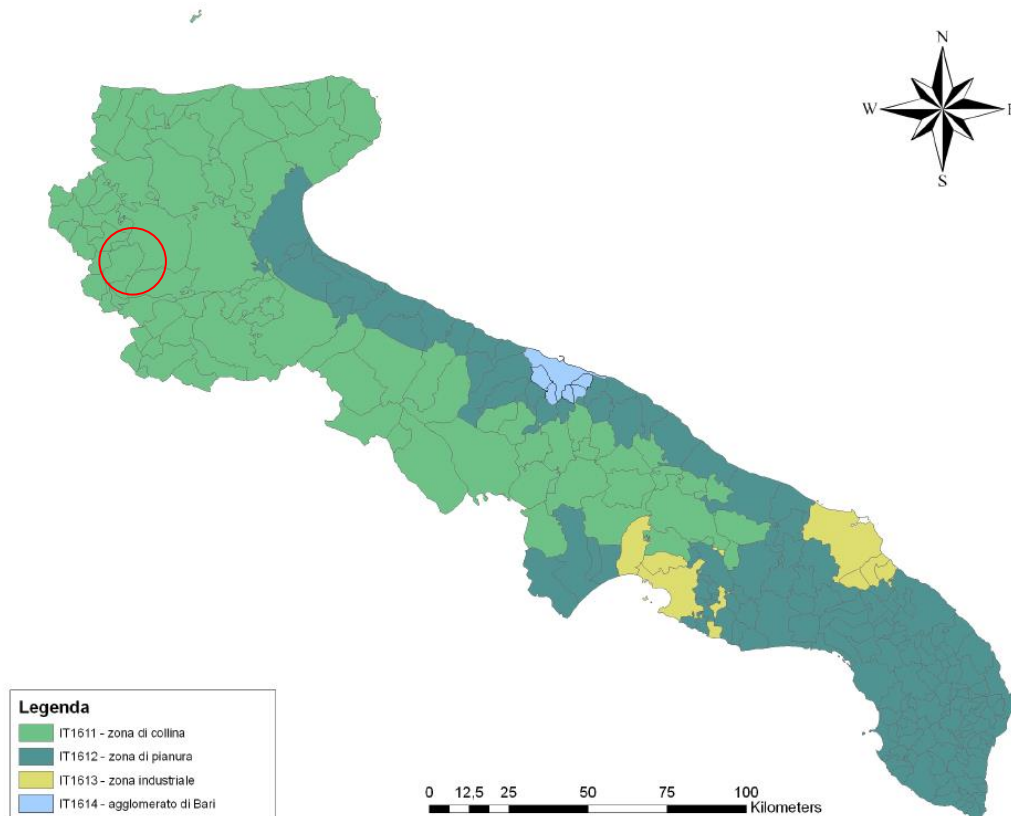 N
W
E
S
Legenda
IT1611 - zona di collina
IT1612 - zona di pianura
IT1613 - zona industriale
IT1614 - agglomerato di Bari
0 12,5 25 50 75 100
Kilometers